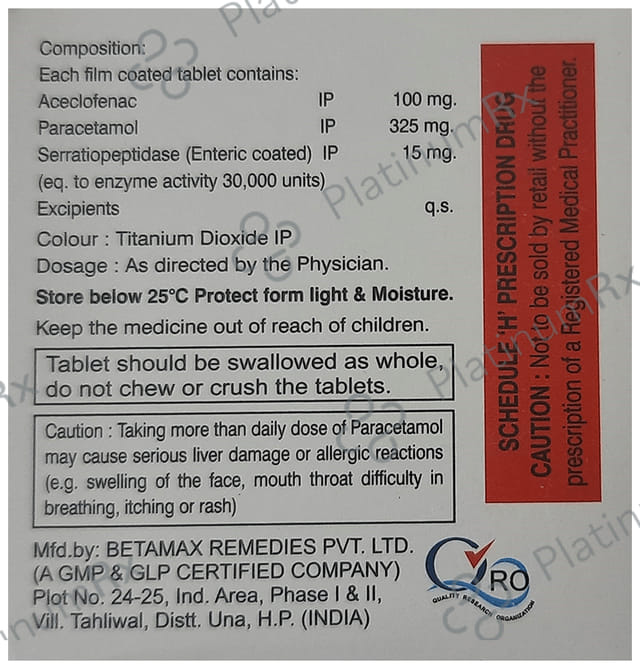 Composition:
Each film coated tablet contains:
Aceclofenac IP 100 mg.
Paracetamol IP 325 mg.
Serratiopeptidase (Enteric coated) IP 15 mg.
(eq. to enzyme activity 30,000 units)
Excipients q.s.
Colour : Titanium Dioxide IP
Dosage : As directed by the Physician.
Store below 25°C Protect form light & Moisture.
Keep the medicine out of reach of children.
Tablet should be swallowed as whole,
do not chew or crush the tablets.
Caution : Taking more than daily dose of Paracetamol
may cause serious liver damage or allergic reactions
(e.g. swelling of the face, mouth throat difficulty in
breathing, itching or rash)
Mfd.by: BETAMAX REMEDIES PVT. LTD.
(A GMP & GLP CERTIFIED COMPANY)
Plot No. 24-25, Ind. Area, Phase I & II,
Vill. Tahliwal, Distt. Una, H.P. (INDIA)
QRO
QUALITY RESEARCH ORGANIZATION
SCHEDULE 'H' PRESCRIPTION DRUG
CAUTION : Not to be sold by retail without the
prescription of a Registered Medical Practitioner.
PlatinumRx